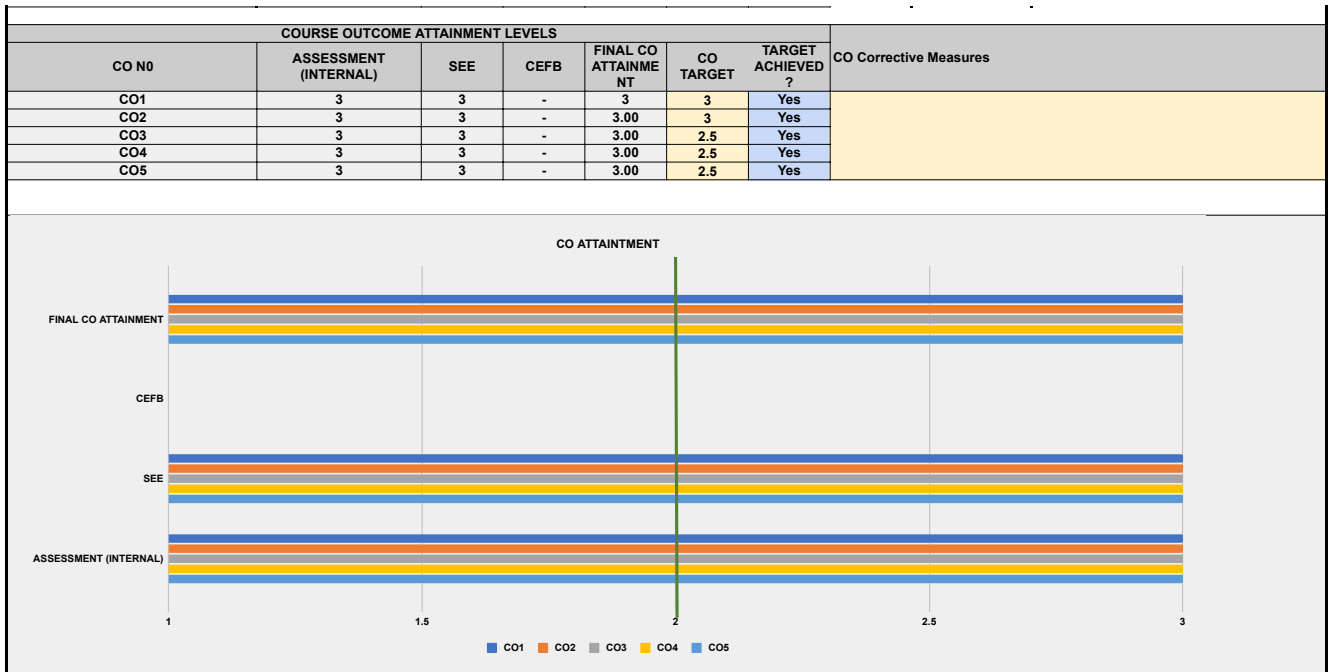 COURSE OUTCOME ATTAINMENT LEVELS
CO N0 ASSESSMENT (INTERNAL) SEE CEFB FINAL CO ATTAINME NT CO TARGET TARGET ACHIEVED ? CO Corrective Measures
CO1 3 3 - 3 3 Yes
CO2 3 3 - 3.00 3 Yes
CO3 3 3 - 3.00 2.5 Yes
CO4 3 3 - 3.00 2.5 Yes
CO5 3 3 - 3.00 2.5 Yes
CO ATTAINTMENT
FINAL CO ATTAINMENT
CEFB
SEE
ASSESSMENT (INTERNAL)
1 1.5 2 2.5 3
CO1 CO2 CO3 CO4 CO5